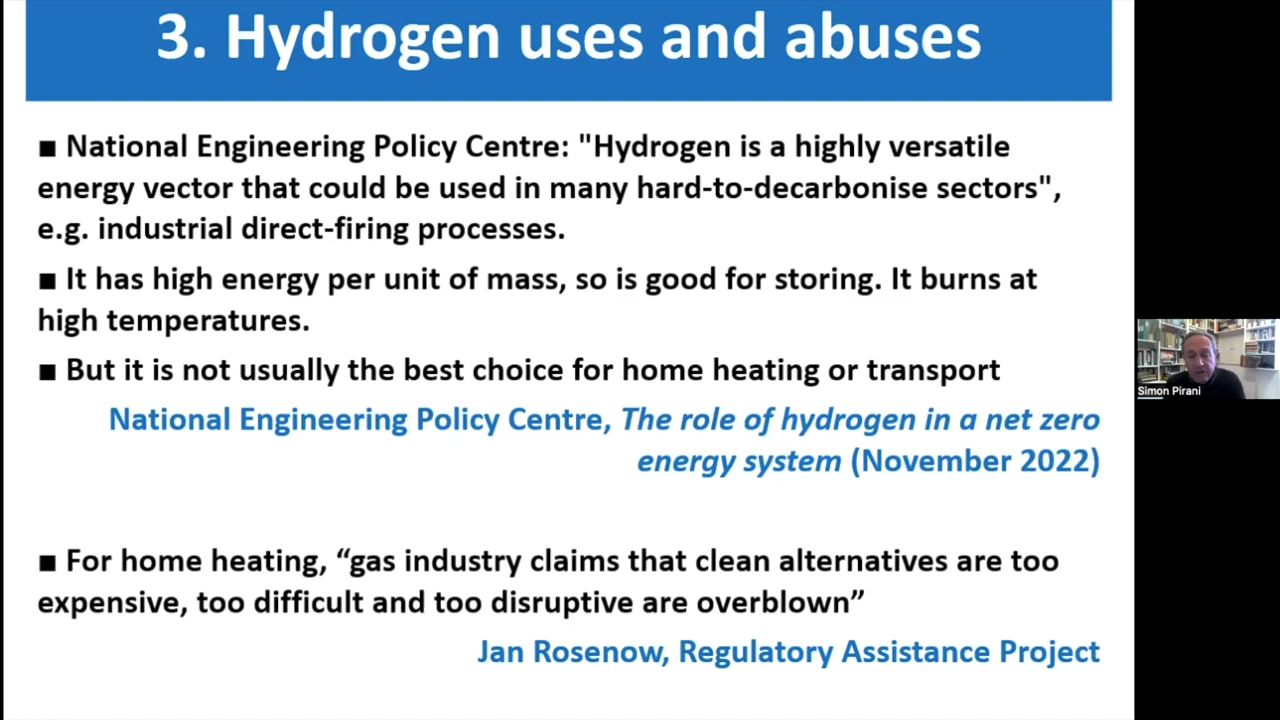 3. Hydrogen uses and abuses
■ National Engineering Policy Centre: "Hydrogen is a highly versatile
energy vector that could be used in many hard-to-decarbonise sectors",
e.g. industrial direct-firing processes.
■ It has high energy per unit of mass, so is good for storing. It burns at
high temperatures.
■ But it is not usually the best choice for home heating or transport
National Engineering Policy Centre, The role of hydrogen in a net zero
energy system (November 2022)
■ For home heating, “gas industry claims that clean alternatives are too
expensive, too difficult and too disruptive are overblown”
Jan Rosenow, Regulatory Assistance Project
Simon Pirani